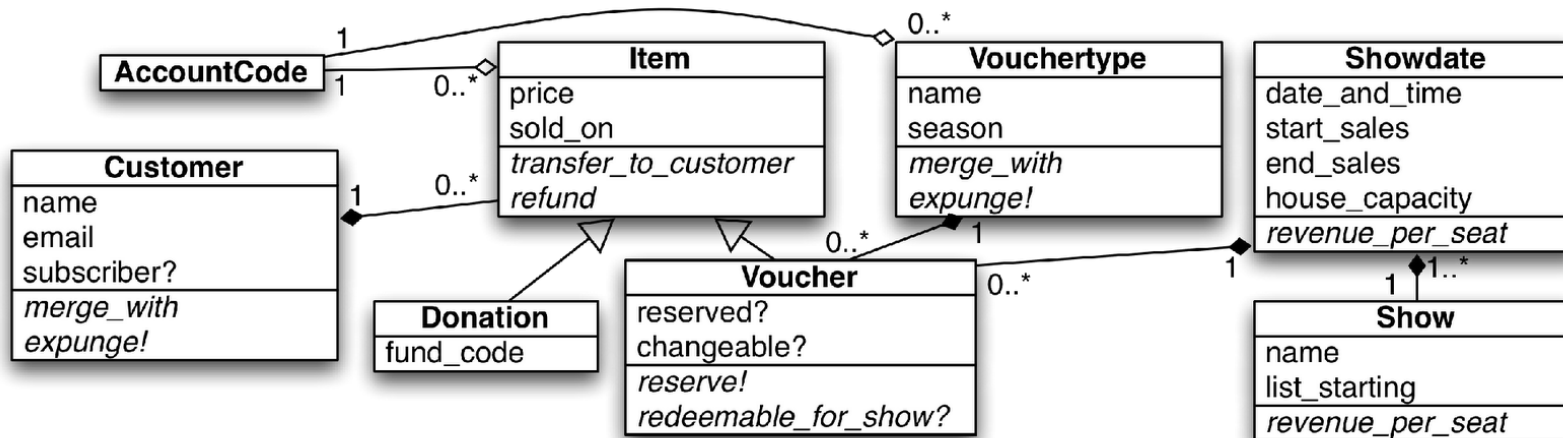 AccountCode
1
1
0..*
0..*
Item
price
sold_on
transfer_to_customer
refund
Vouchertype
name
season
merge_with
expunge!
Showdate
date_and_time
start_sales
end_sales
house_capacity
revenue_per_seat
Customer
name
email
subscriber?
merge_with
expunge!
1
0..*
0..*
1
0..*
1
1..*
1
Donation
fund_code
Voucher
reserved?
changeable?
reserve!
redeemable_for_show?
Show
name
list_starting
revenue_per_seat